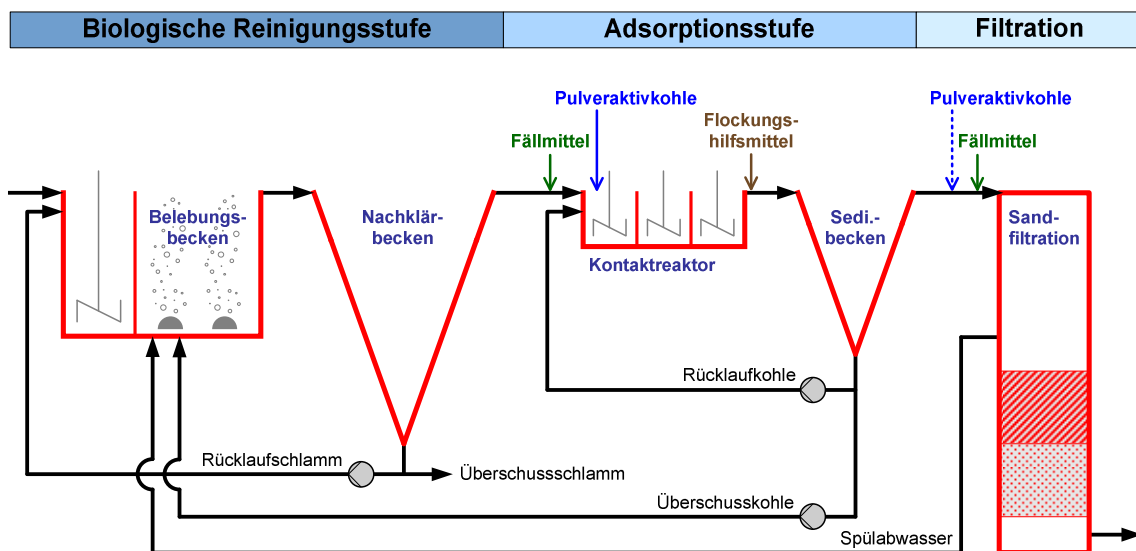 Biologische Reinigungsstufe
Adsorptionsstufe
Filtration
Pulveraktivkohle
Pulveraktivkohle
Flockungs-
hilfsmittel
Fällmittel
Fällmittel
Belebungs-
becken
Nachklär-
becken
Kontaktreaktor
Sedi.-
becken
Sand-
filtration
Rücklaufkohle
Rücklaufschlamm
Überschussschlamm
Überschusskohle
Spülabwasser